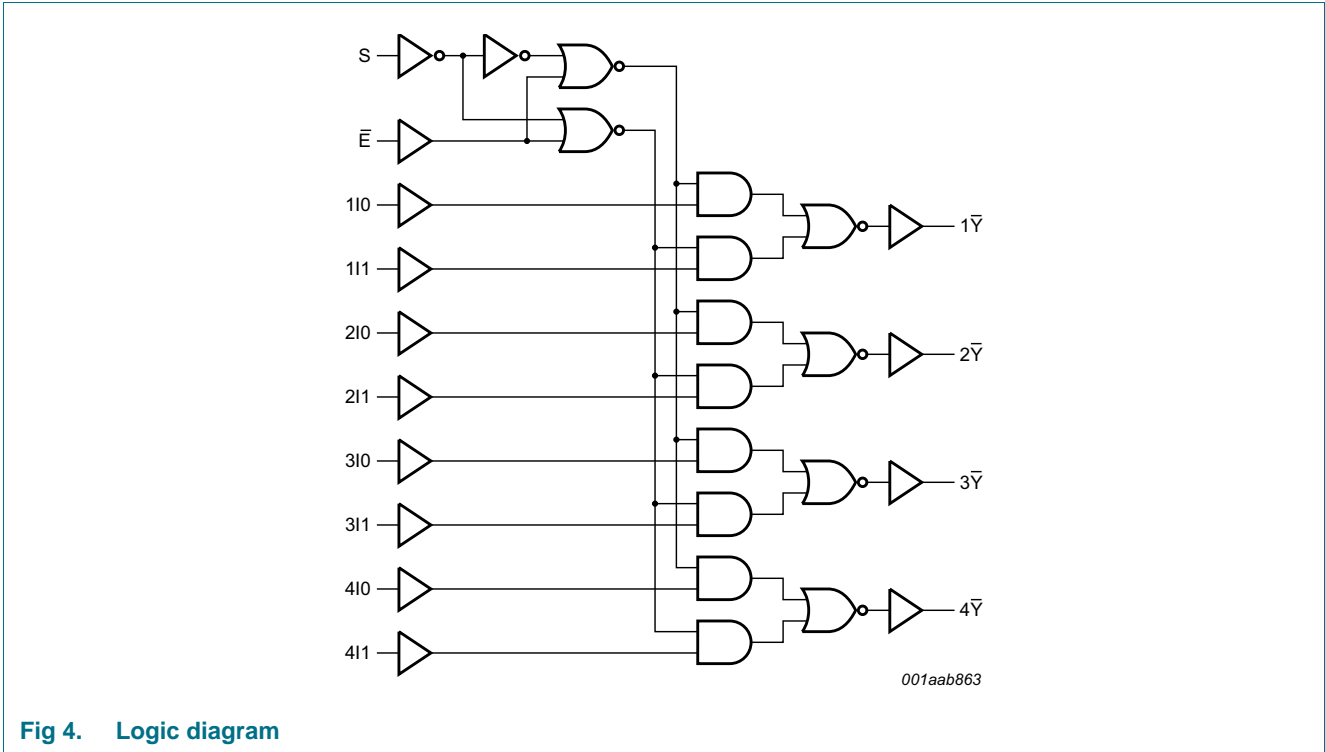 S
E̅
1I0
1I1
1Y̅
2I0
2I1
2Y̅
3I0
3I1
3Y̅
4I0
4I1
4Y̅
001aab863
Fig 4. Logic diagram